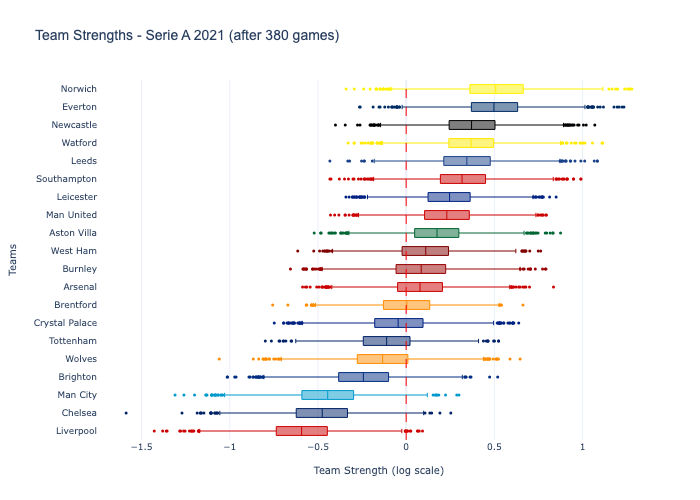 Team Strengths - Serie A 2021 (after 380 games)
Norwich
Everton
Newcastle
Watford
Leeds
Southampton
Leicester
Man United
Aston Villa
West Ham
Burnley
Arsenal
Brentford
Crystal Palace
Tottenham
Wolves
Brighton
Man City
Chelsea
Liverpool
Teams
−1.5 −1 −0.5 0 0.5 1
Team Strength (log scale)